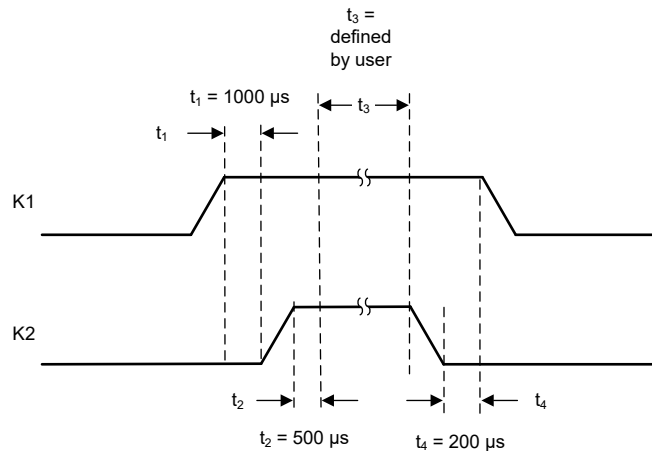 t₃ =
defined
by user
t₁ = 1000 µs
t₁
t₃
K1
K2
t₂
t₄
t₂ = 500 µs
t₄ = 200 µs